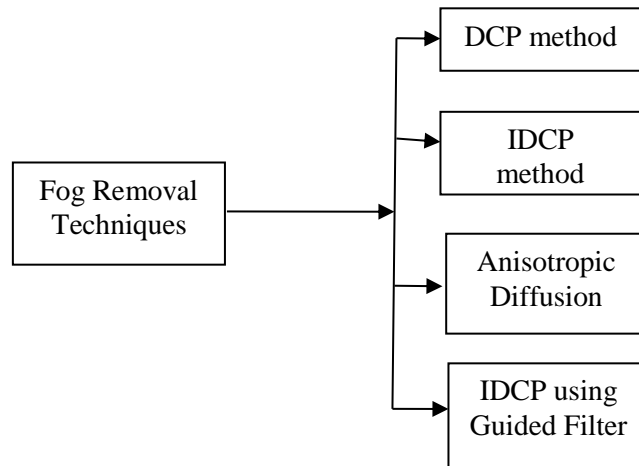 Fog Removal
Techniques
DCP method
IDCP
method
Anisotropic
Diffusion
IDCP using
Guided Filter